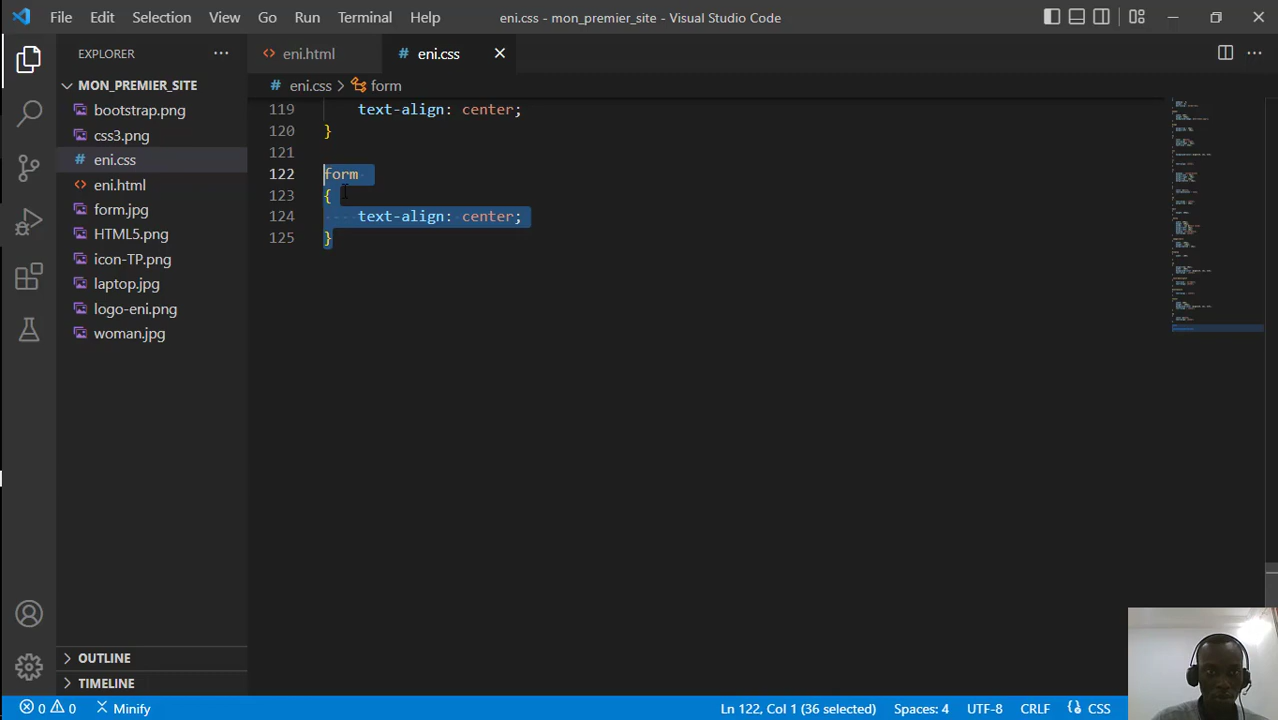 File Edit Selection View Go Run Terminal Help eni.css - mon_premier_site - Visual Studio Code
EXPLORER
eni.html
# eni.css
MON_PREMIER_SITE
# eni.css > form
bootstrap.png
css3.png
# eni.css
eni.html
form.jpg
HTML5.png
icon-TP.png
laptop.jpg
logo-eni.png
woman.jpg
119 text-align: center;
120 }
121
122 form
123 {
124 text-align: center;
125 }
OUTLINE
TIMELINE
0 0 Minify Ln 122, Col 1 (36 selected) Spaces: 4 UTF-8 CRLF CSS